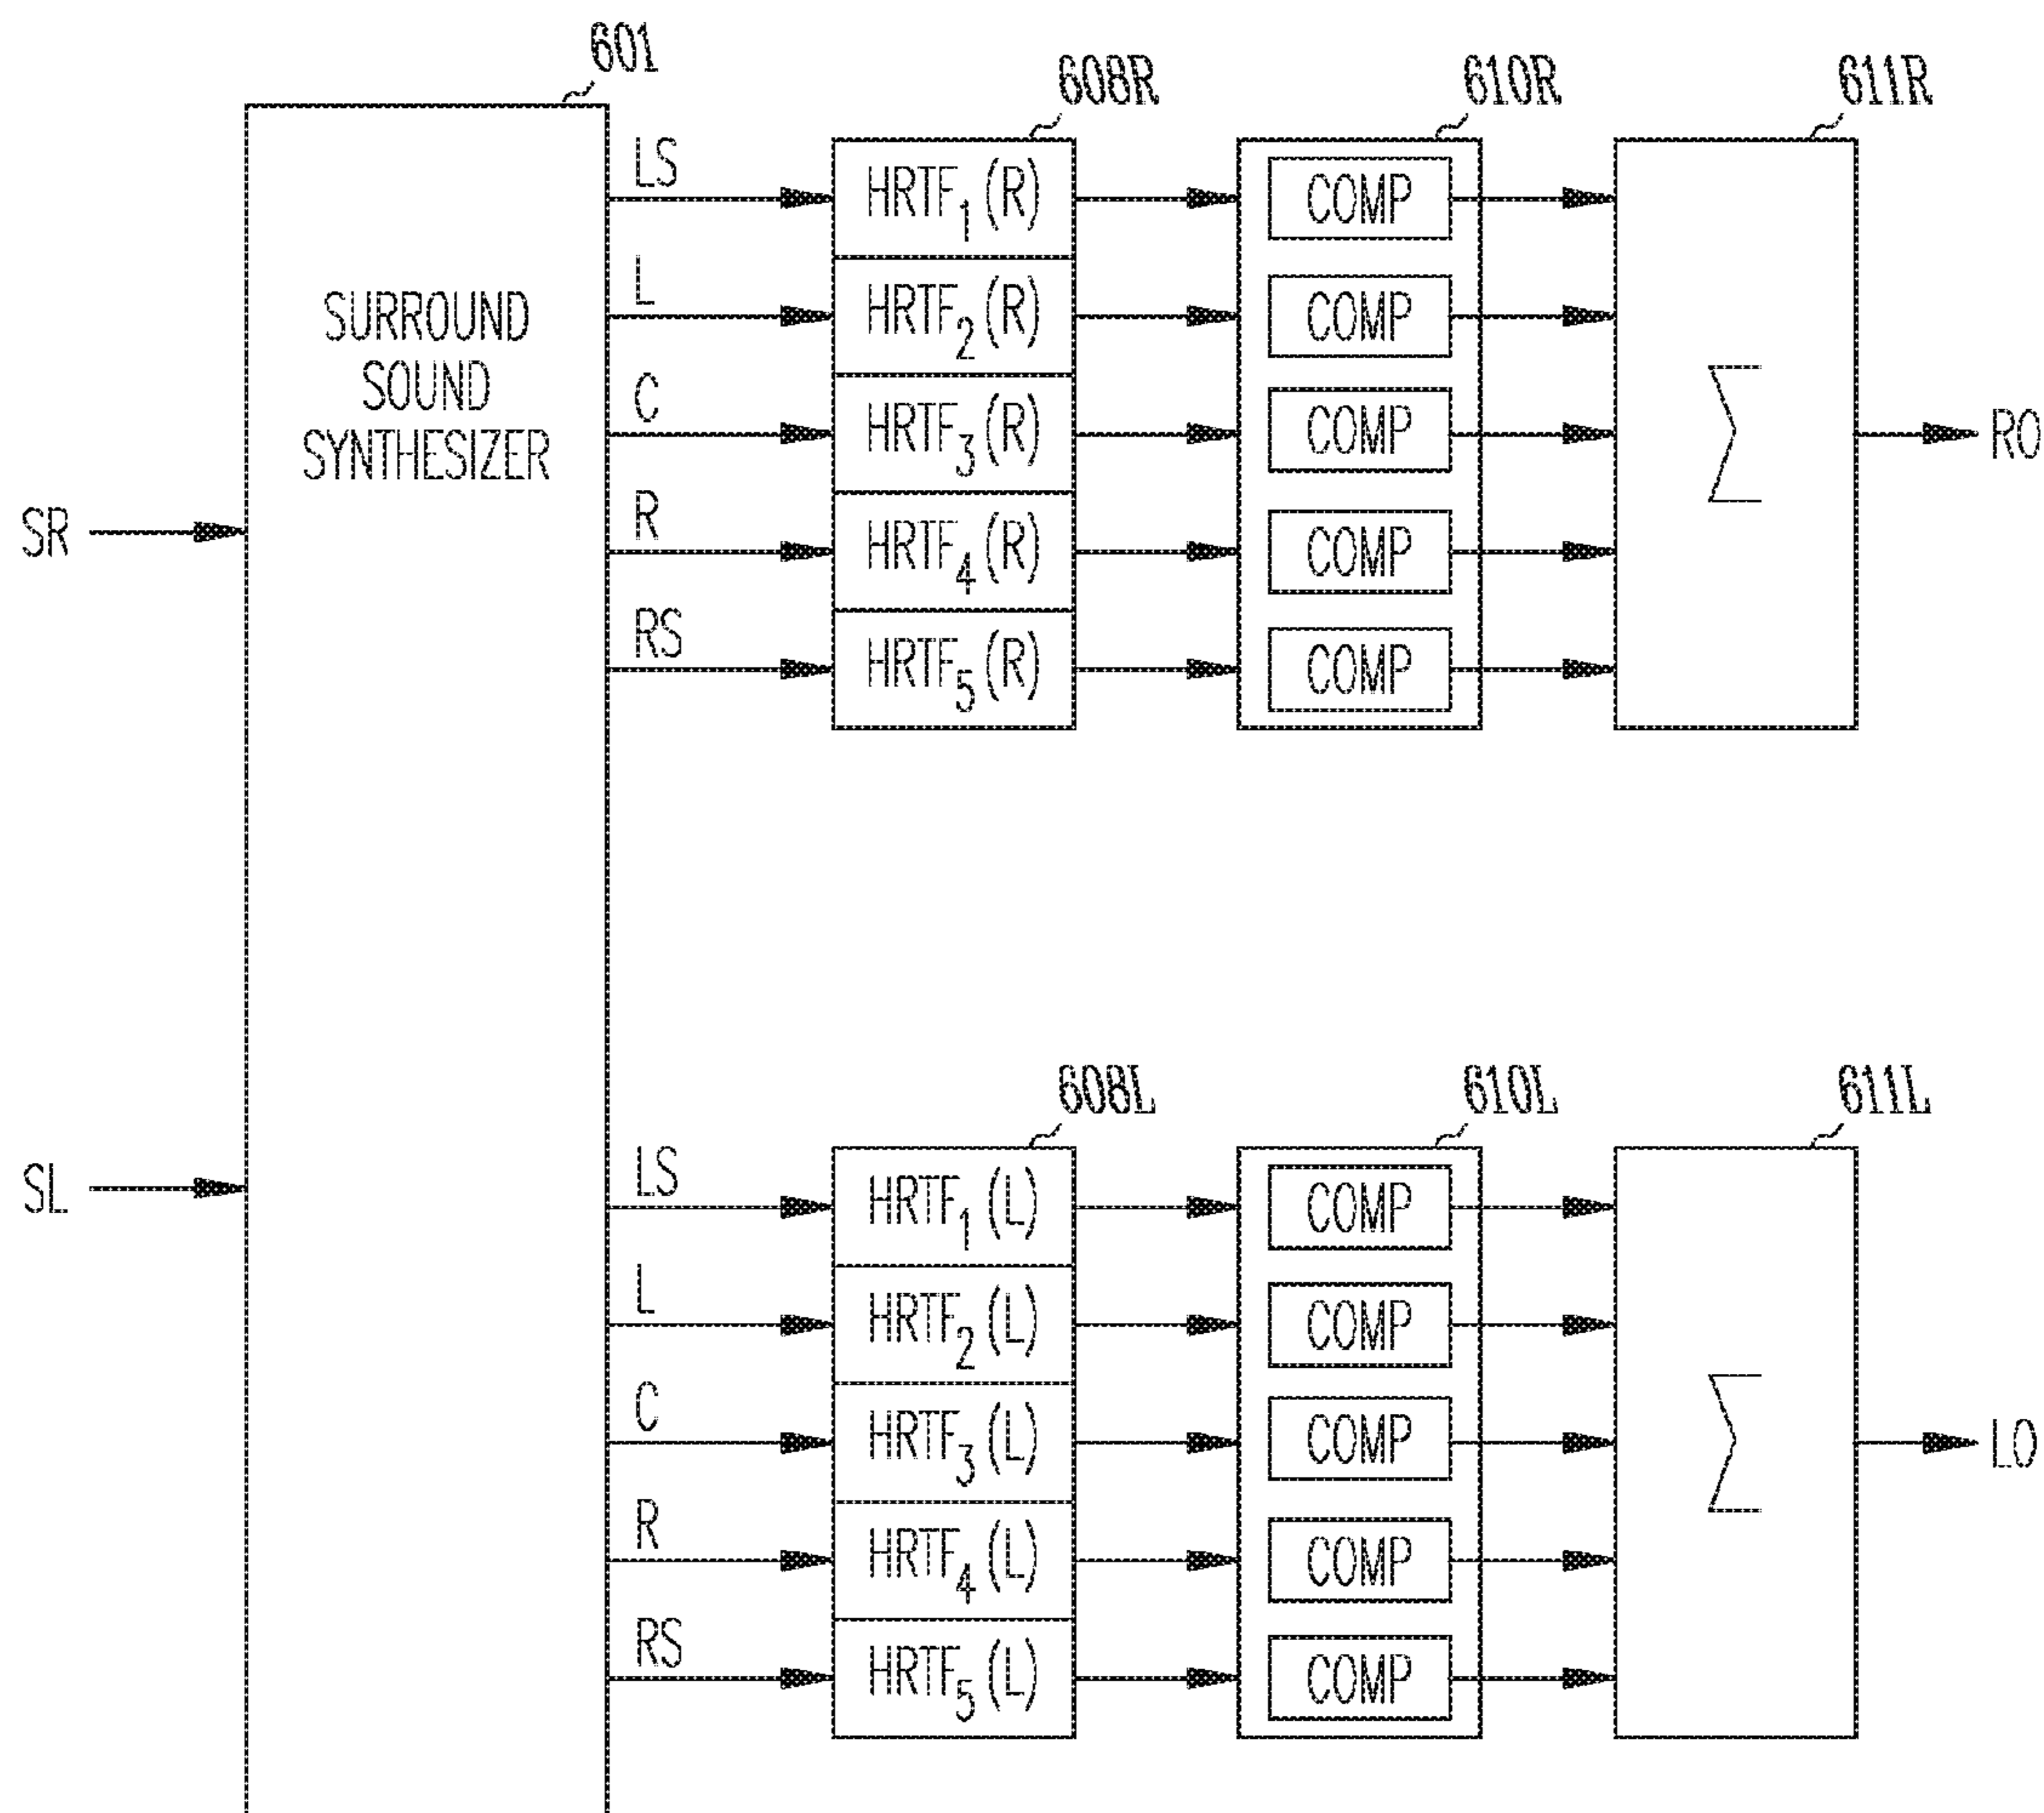 601
608R
610R
611R
SURROUND
SOUND
SYNTHESIZER
SR
SL
LS
L
C
R
RS
HRTF₁(R)
HRTF₂(R)
HRTF₃(R)
HRTF₄(R)
HRTF₅(R)
COMP
COMP
COMP
COMP
COMP
∑
RO
608L
610L
611L
LS
L
C
R
RS
HRTF₁(L)
HRTF₂(L)
HRTF₃(L)
HRTF₄(L)
HRTF₅(L)
COMP
COMP
COMP
COMP
COMP
∑
LO